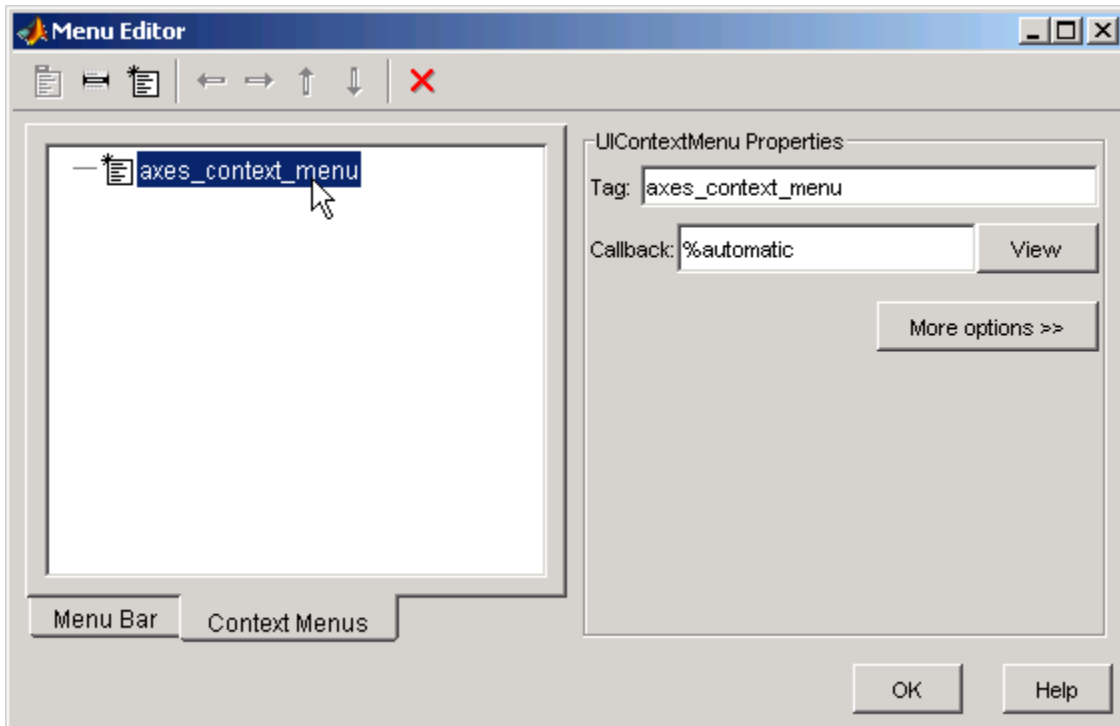 Menu Editor
axes_context_menu
UIContextMenu Properties
Tag: axes_context_menu
Callback: %automatic View
More options >>
Menu Bar Context Menus
OK Help